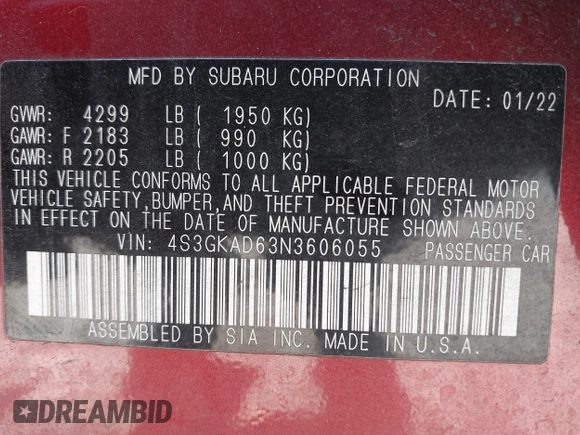 MFD BY SUBARU CORPORATION
DATE: 01/22
GVWR: 4299 LB ( 1950 KG)
GAWR: F 2183 LB ( 990 KG)
GAWR: R 2205 LB ( 1000 KG)
THIS VEHICLE CONFORMS TO ALL APPLICABLE FEDERAL MOTOR
VEHICLE SAFETY,BUMPER,AND THEFT PREVENTION STANDARDS
IN EFFECT ON THE DATE OF MANUFACTURE SHOWN ABOVE.
VIN: 4S3GKAD63N3606055 PASSENGER CAR
ASSEMBLED BY SIA INC. MADE IN U.S.A.
DREAMBID